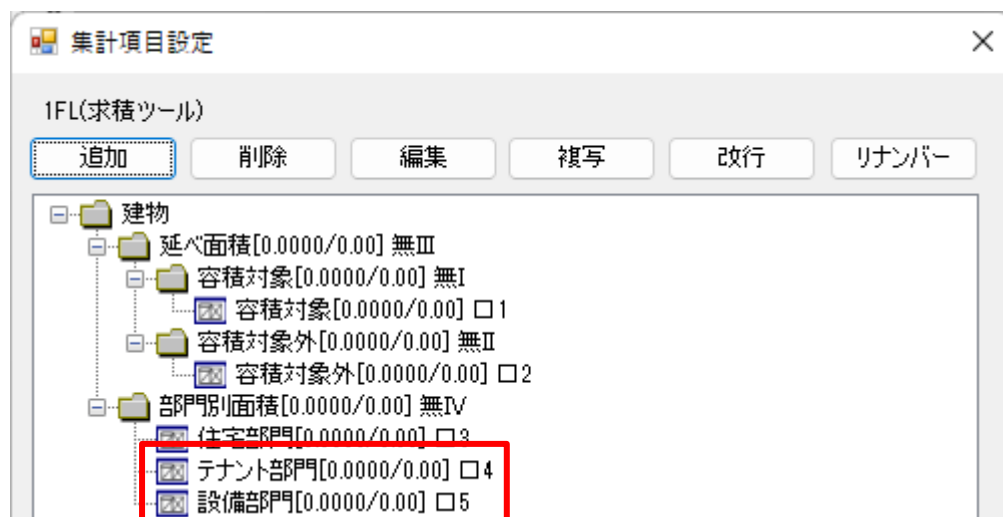 集計項目設定
1FL(求積ツール)
追加 削除 編集 複写 改行 リナンバー
建物
延べ面積[0.0000/0.00] 無Ⅲ
容積対象[0.0000/0.00] 無Ⅰ
容積対象[0.0000/0.00] 口1
容積対象外[0.0000/0.00] 無Ⅱ
容積対象外[0.0000/0.00] 口2
部門別面積[0.0000/0.00] 無Ⅳ
住宅部門[0.0000/0.00] 口3
テナント部門[0.0000/0.00] 口4
設備部門[0.0000/0.00] 口5